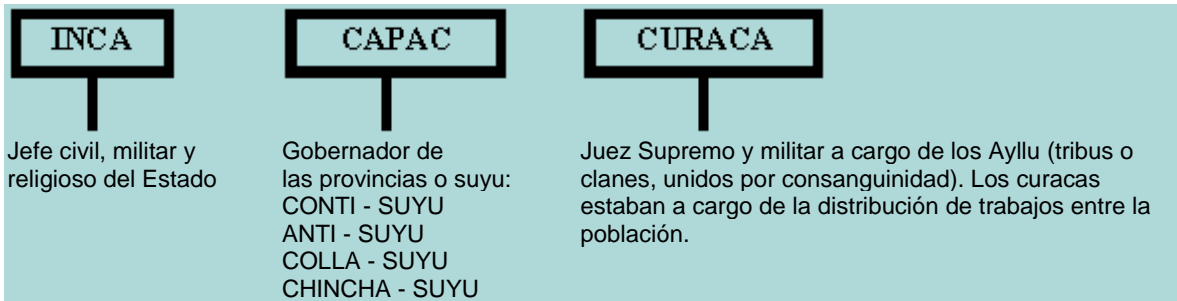 INCA
Jefe civil, militar y
religioso del Estado
CAPAC
Gobernador de
las provincias o suyu:
CONTI - SUYU
ANTI - SUYU
COLLA - SUYU
CHINCHA - SUYU
CURACA
Juez Supremo y militar a cargo de los Ayllu (tribus o
clanes, unidos por consanguinidad). Los curacas
estaban a cargo de la distribución de trabajos entre la
población.